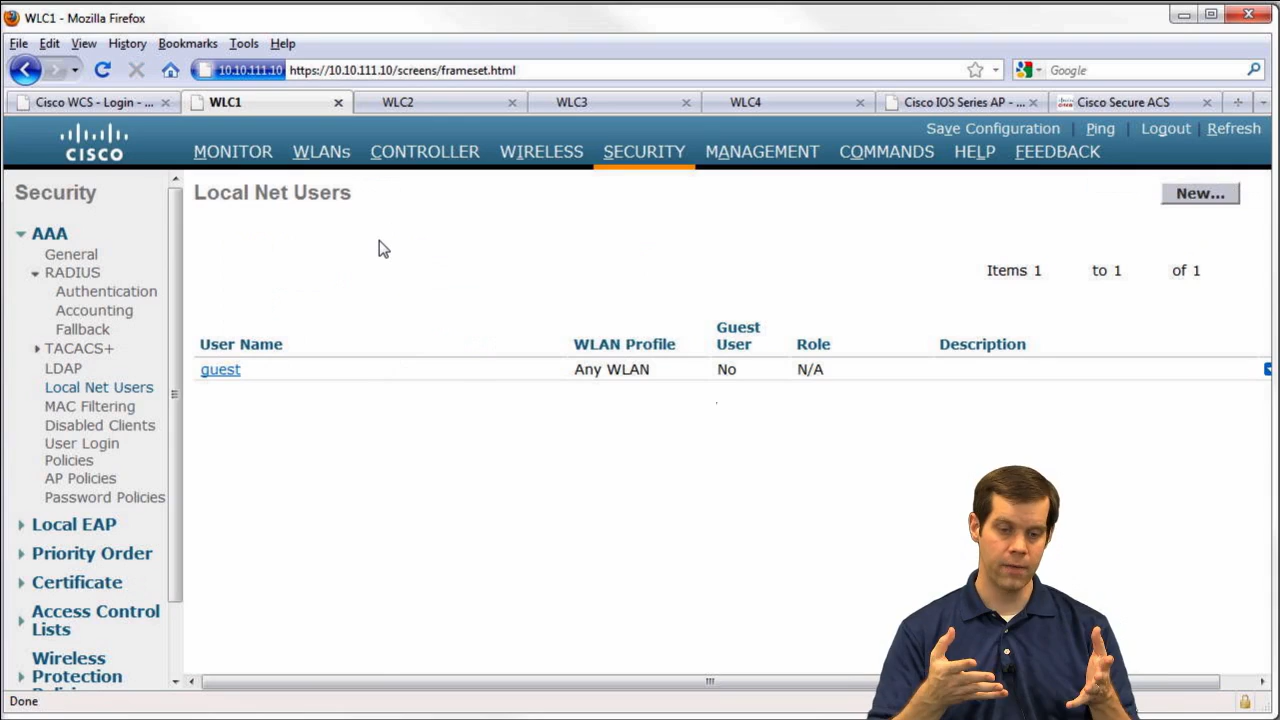 WLC1 - Mozilla Firefox
File Edit View History Bookmarks Tools Help
10.10.111.10 https://10.10.111.10/screens/frameset.html Google
Cisco WCS - Login - ... WLC1 WLC2 WLC3 WLC4 Cisco IOS Series AP - ... Cisco Secure ACS
Save Configuration Ping Logout Refresh
CISCO MONITOR WLANs CONTROLLER WIRELESS SECURITY MANAGEMENT COMMANDS HELP FEEDBACK
Security
AAA
General
RADIUS
Authentication
Accounting
Fallback
TACACS+
LDAP
Local Net Users
MAC Filtering
Disabled Clients
User Login
Policies
AP Policies
Password Policies
Local EAP
Priority Order
Certificate
Access Control
Lists
Wireless
Protection
Local Net Users New...
Items 1 to 1 of 1
User Name WLAN Profile Guest User Role Description
guest Any WLAN No N/A
Done